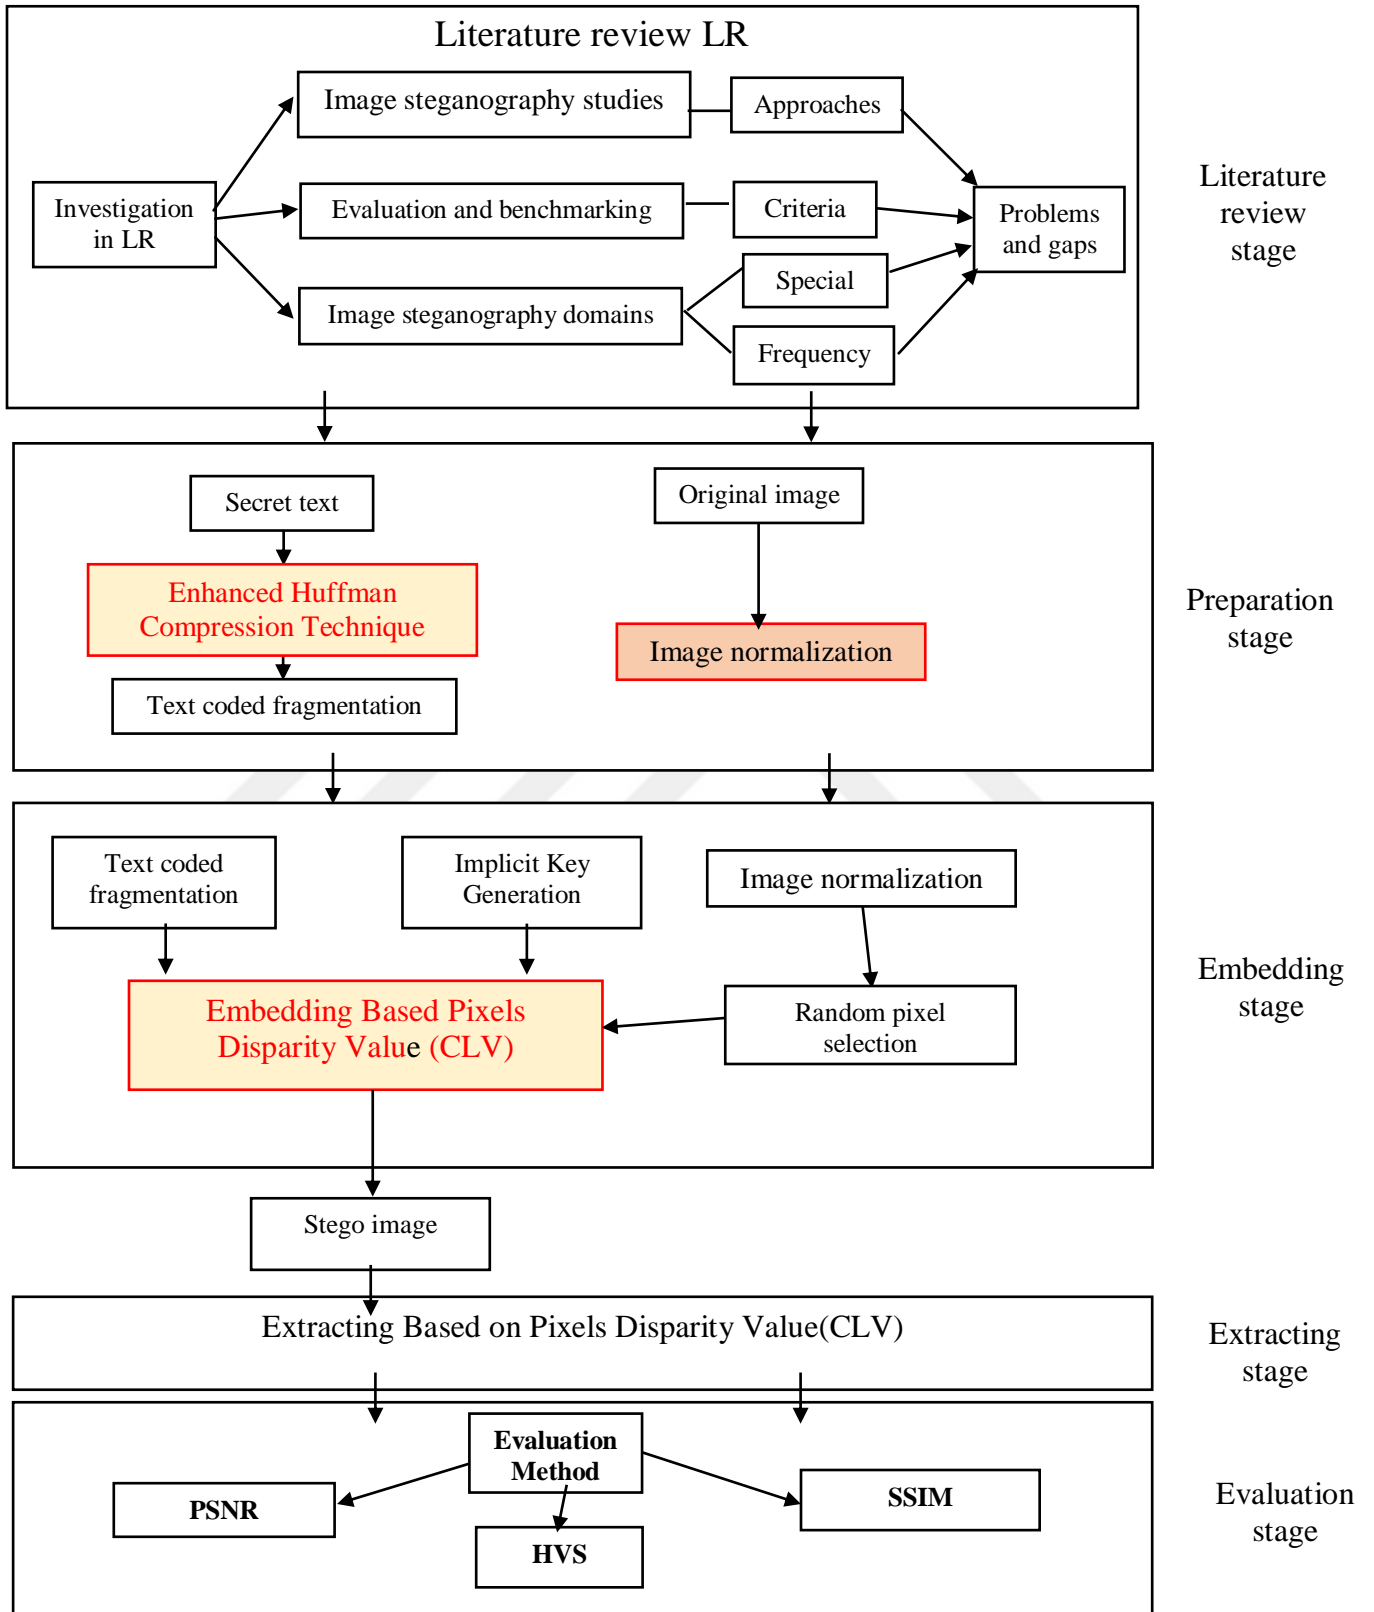 Literature review LR
Image steganography studies
Approaches
Investigation
in LR
Evaluation and benchmarking
Criteria
Problems
and gaps
Special
Image steganography domains
Frequency
Literature
review
stage
Secret text
Original image
Enhanced Huffman
Compression Technique
Image normalization
Text coded fragmentation
Preparation
stage
Text coded
fragmentation
Implicit Key
Generation
Image normalization
Embedding Based Pixels
Disparity Value (CLV)
Random pixel
selection
Embedding
stage
Stego image
Extracting Based on Pixels Disparity Value(CLV)
Extracting
stage
Evaluation
Method
PSNR
SSIM
HVS
Evaluation
stage